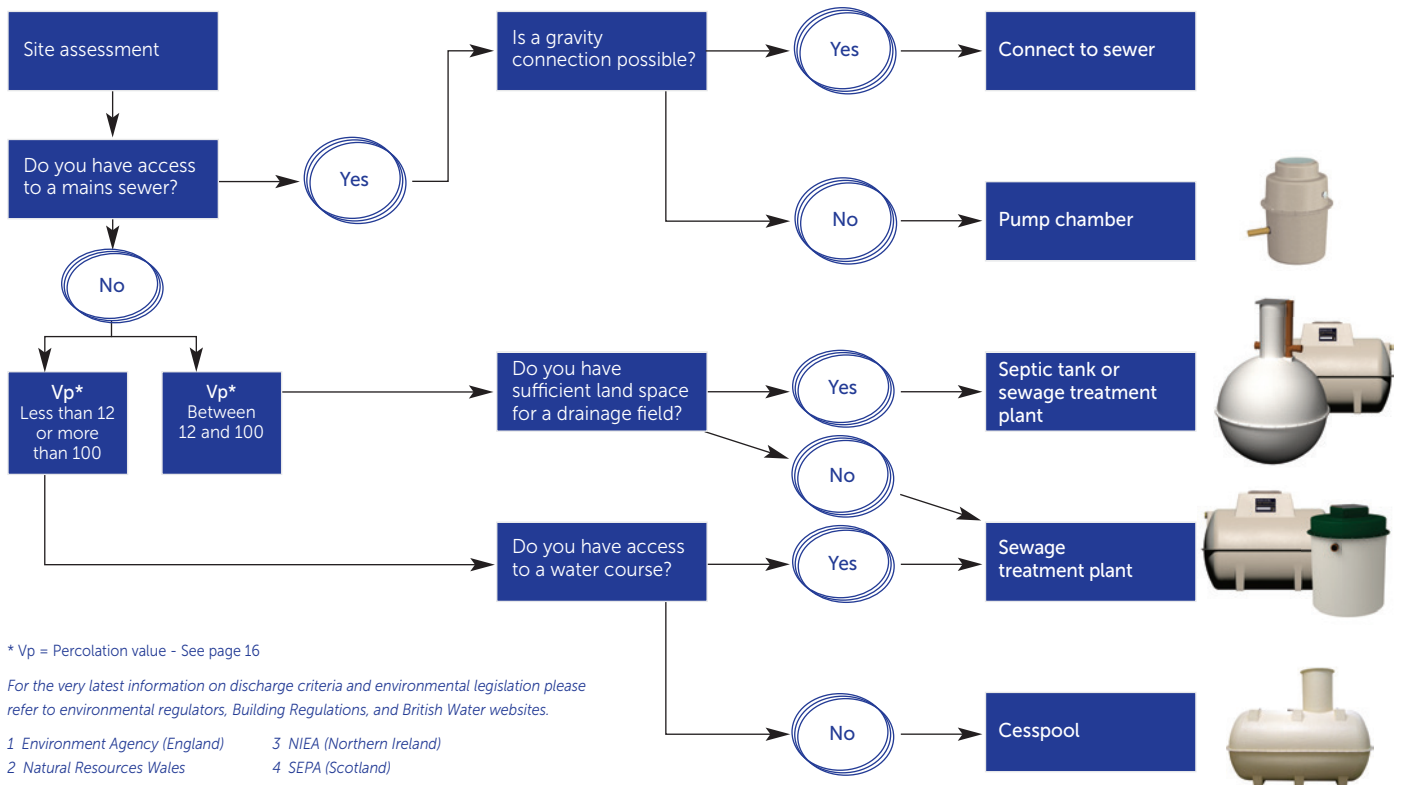 Site assessment
Is a gravity
connection possible?
Yes
Connect to sewer
Do you have access
to a mains sewer?
Yes
No
Pump chamber
No
Vp*
Less than 12
or more
than 100
Vp*
Between
12 and 100
Do you have
sufficient land space
for a drainage field?
Yes
Septic tank or
sewage treatment
plant
No
Do you have access
to a water course?
Yes
Sewage
treatment plant
No
Cesspool
* Vp = Percolation value - See page 16
For the very latest information on discharge criteria and environmental legislation please
refer to environmental regulators, Building Regulations, and British Water websites.
1 Environment Agency (England)
2 Natural Resources Wales
3 NIEA (Northern Ireland)
4 SEPA (Scotland)